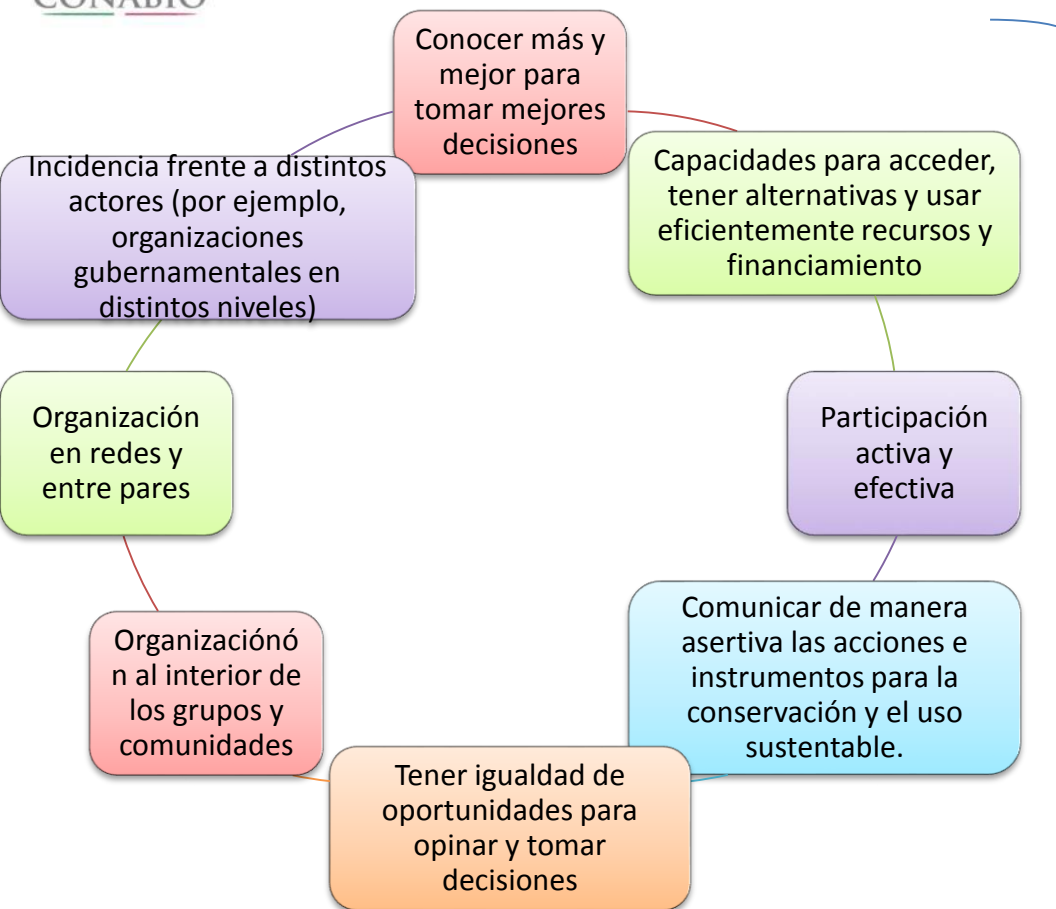 CONABIO
Conocer más y
mejor para
tomar mejores
decisiones
Capacidades para acceder,
tener alternativas y usar
eficientemente recursos y
financiamiento
Participación
activa y
efectiva
Comunicar de manera
asertiva las acciones e
instrumentos para la
conservación y el uso
sustentable.
Tener igualdad de
oportunidades para
opinar y tomar
decisiones
Organizaciónó
n al interior de
los grupos y
comunidades
Organización
en redes y
entre pares
Incidencia frente a distintos
actores (por ejemplo,
organizaciones
gubernamentales en
distintos niveles)